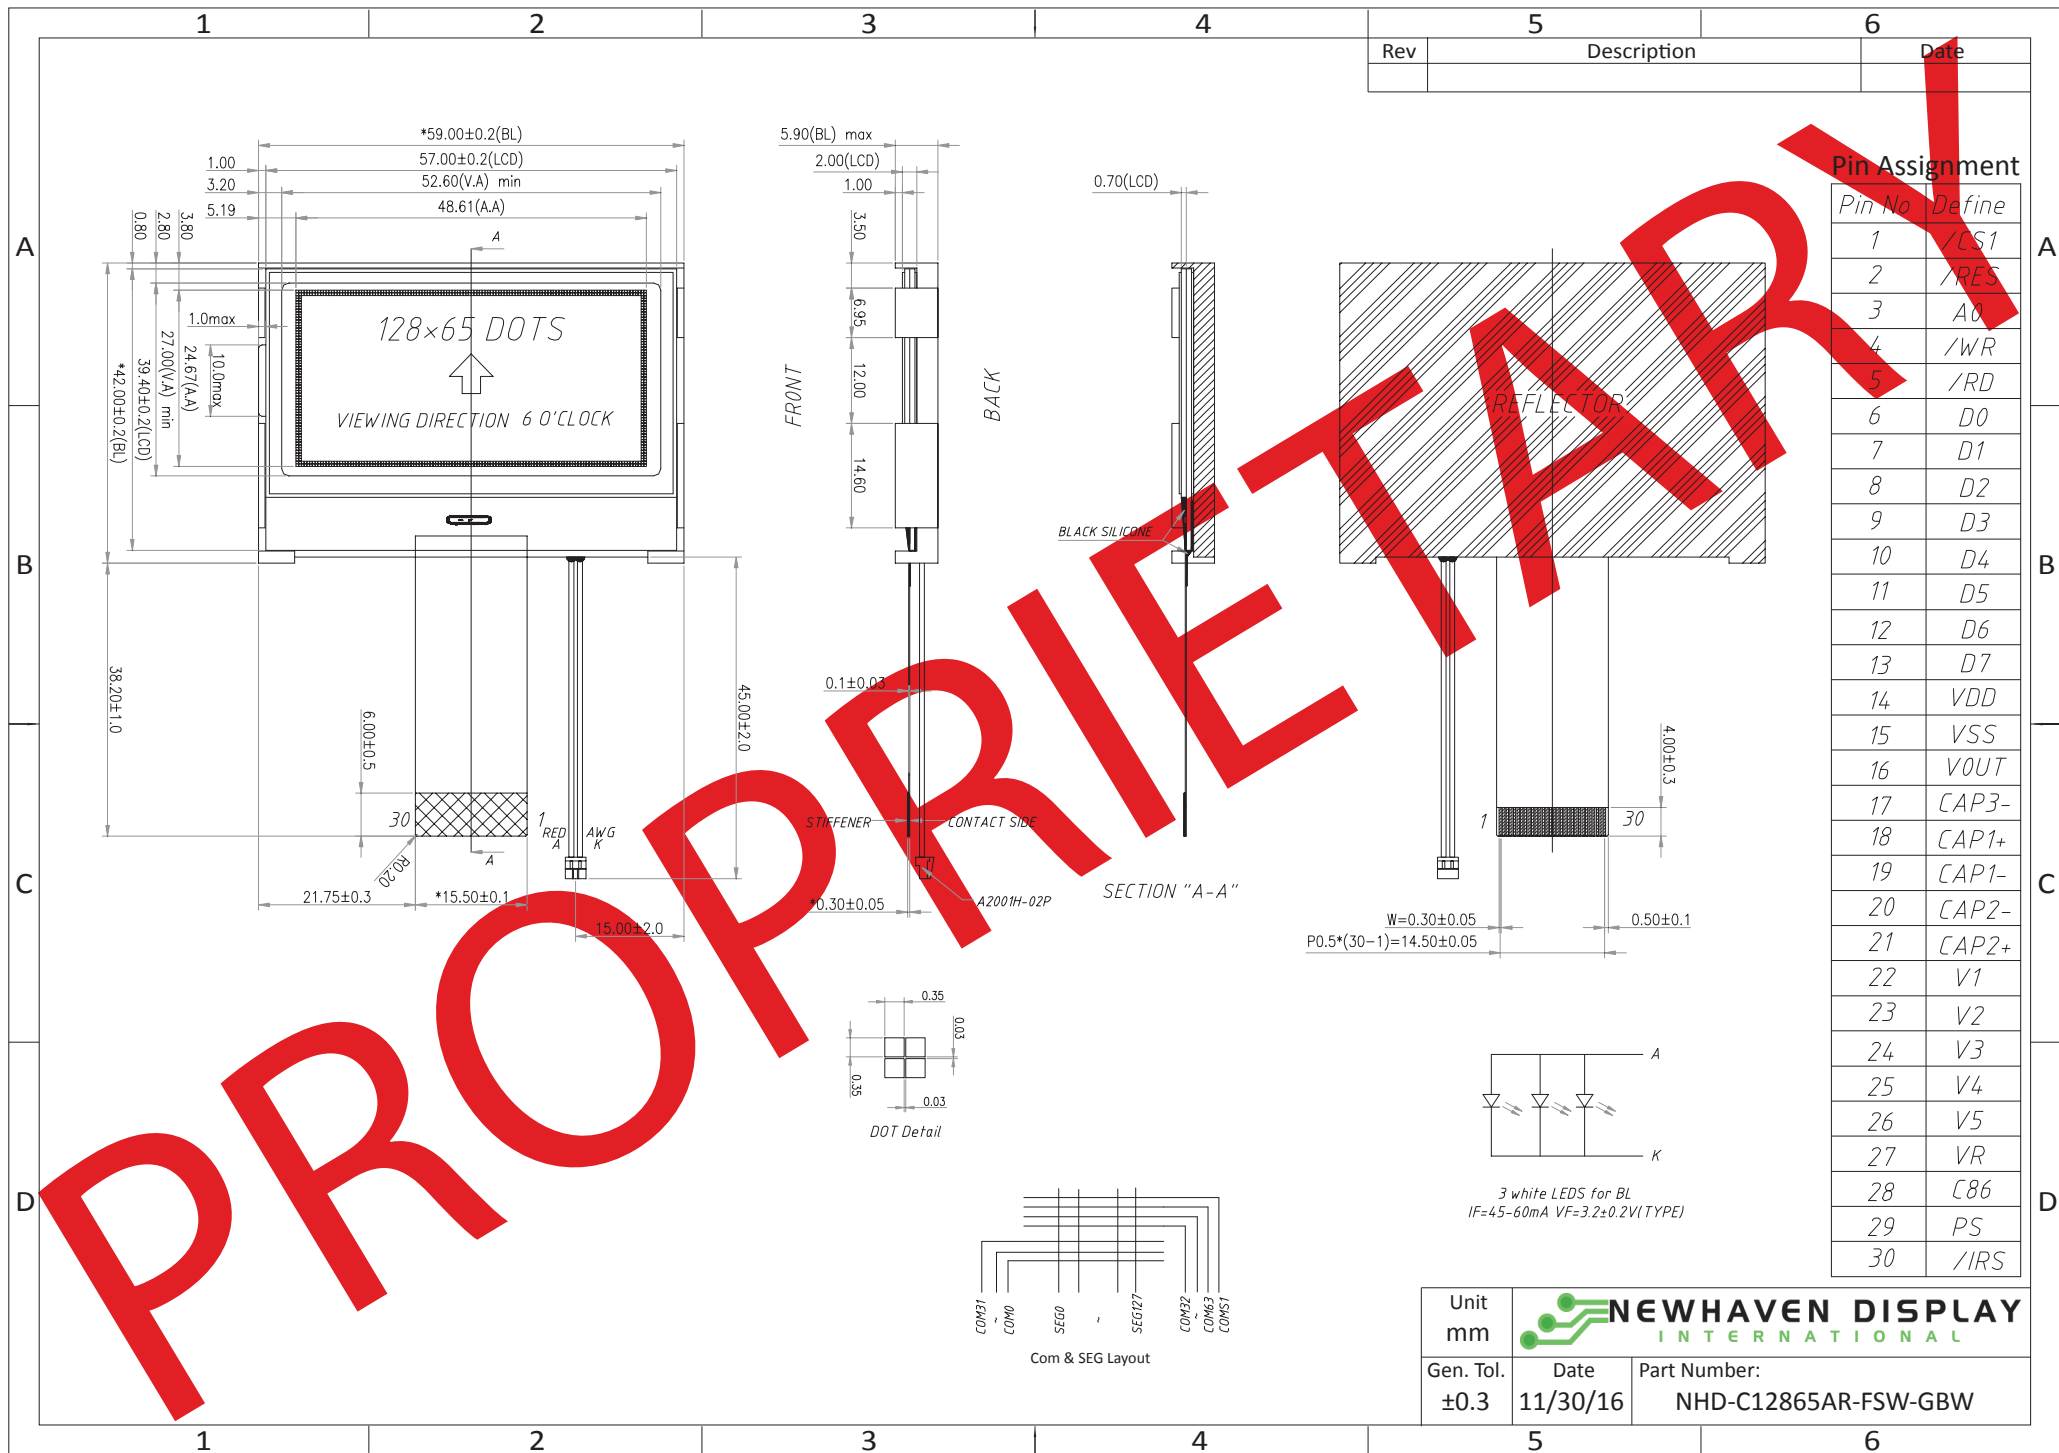 1 2 3 4 5 6
Rev Description Date
PROPRIETARY
*59.00±0.2(BL)
57.00±0.2(LCD)
52.60(V.A) min
48.61(A.A)
1.00
3.20
5.19
0.80
2.80
3.80
A
128×65 DOTS
VIEWING DIRECTION 6 O'CLOCK
1.0max
10.0max
24.67(A.A)
27.00(V.A) min
39.40±0.2(LCD)
*42.00±0.2(BL)
38.20±1.0
6.00±0.5
45.00±2.0
30
1
RED
A
AWG
K
R0.20
A
21.75±0.3
*15.50±0.1
15.00±2.0
5.90(BL) max
2.00(LCD)
1.00
3.50
6.95
12.00
14.60
FRONT
BACK
0.1±0.03
STIFFENER
CONTACT SIDE
*0.30±0.05
A2001H-02P
0.70(LCD)
BLACK SILICONE
SECTION "A-A"
REFLECTOR
4.00±0.3
1
30
W=0.30±0.05
0.50±0.1
P0.5*(30-1)=14.50±0.05
0.35
0.03
0.35
0.03
DOT Detail
A
K
3 white LEDS for BL
IF=45-60mA VF=3.2±0.2V(TYPE)
COM31
~
COM0
SEG0
~
SEG127
COM32
~
COM63
COMS1
Com & SEG Layout
Pin Assignment
Pin No Define
1 /CS1
2 /RES
3 A0
4 /WR
5 /RD
6 D0
7 D1
8 D2
9 D3
10 D4
11 D5
12 D6
13 D7
14 VDD
15 VSS
16 VOUT
17 CAP3-
18 CAP1+
19 CAP1-
20 CAP2-
21 CAP2+
22 V1
23 V2
24 V3
25 V4
26 V5
27 VR
28 C86
29 PS
30 /IRS
A
B
C
D
A
B
C
D
Unit
mm
NEWHAVEN DISPLAY
INTERNATIONAL
Gen. Tol.
±0.3
Date
11/30/16
Part Number:
NHD-C12865AR-FSW-GBW
1 2 3 4 5 6